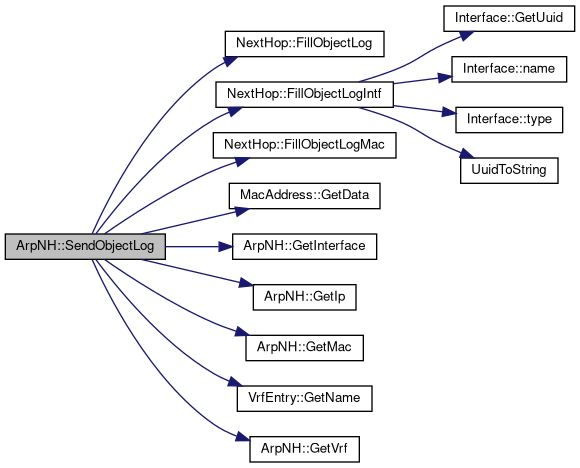 ArpNH::SendObjectLog
NextHop::FillObjectLog
NextHop::FillObjectLogIntf
NextHop::FillObjectLogMac
MacAddress::GetData
ArpNH::GetInterface
ArpNH::GetIp
ArpNH::GetMac
VrfEntry::GetName
ArpNH::GetVrf
Interface::GetUuid
Interface::name
Interface::type
UuidToString